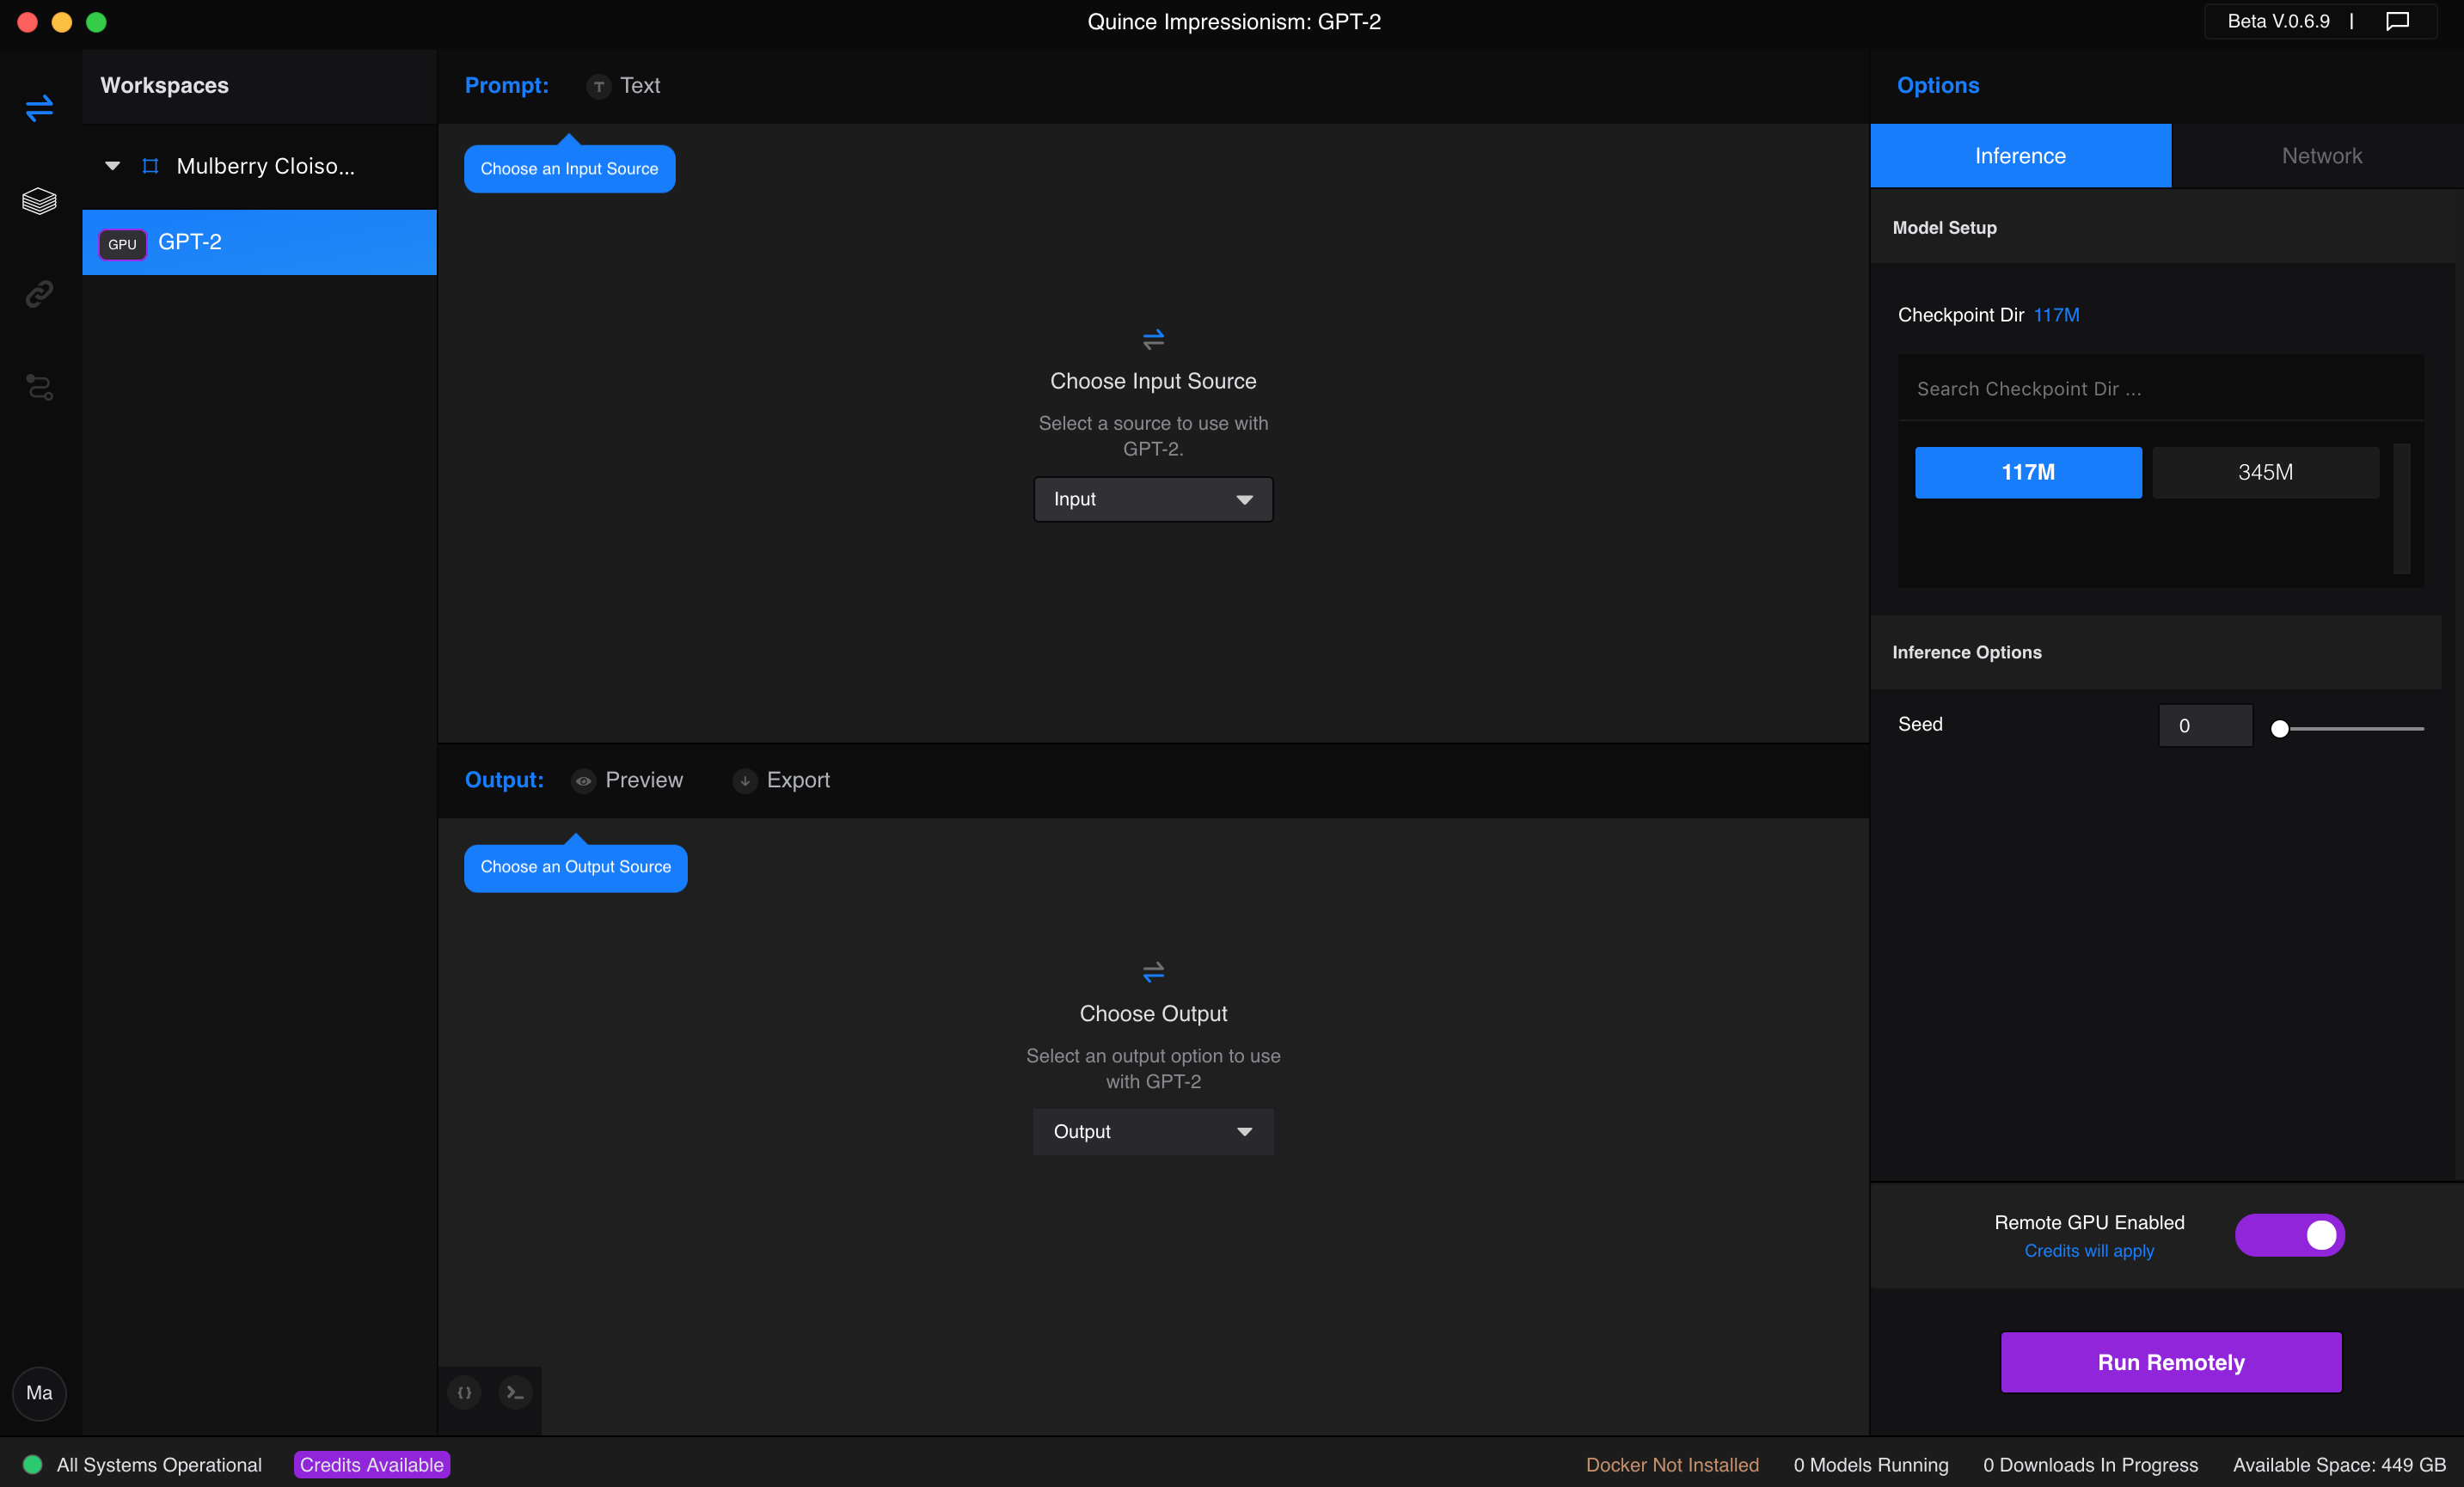 Quince Impressionism: GPT-2
Beta V.0.6.9 |
Workspaces
Mulberry Cloiso...
GPU GPT-2
Prompt: T Text
Choose an Input Source
Choose Input Source
Select a source to use with
GPT-2.
Input
Output: Preview Export
Choose an Output Source
Choose Output
Select an output option to use
with GPT-2
Output
Options
Inference Network
Model Setup
Checkpoint Dir 117M
Search Checkpoint Dir ...
117M 345M
Inference Options
Seed 0
Remote GPU Enabled
Credits will apply
Run Remotely
Ma
All Systems Operational Credits Available Docker Not Installed 0 Models Running 0 Downloads In Progress Available Space: 449 GB